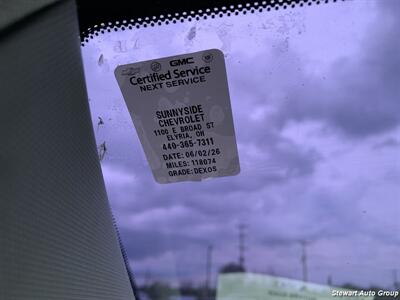 GMC
Certified Service
NEXT SERVICE
SUNNYSIDE
CHEVROLET
1100 E BROAD ST
ELYRIA, OH
440-365-7311
DATE: 06/02/26
MILES: 118074
GRADE: DEXOS
Stewart Auto Group